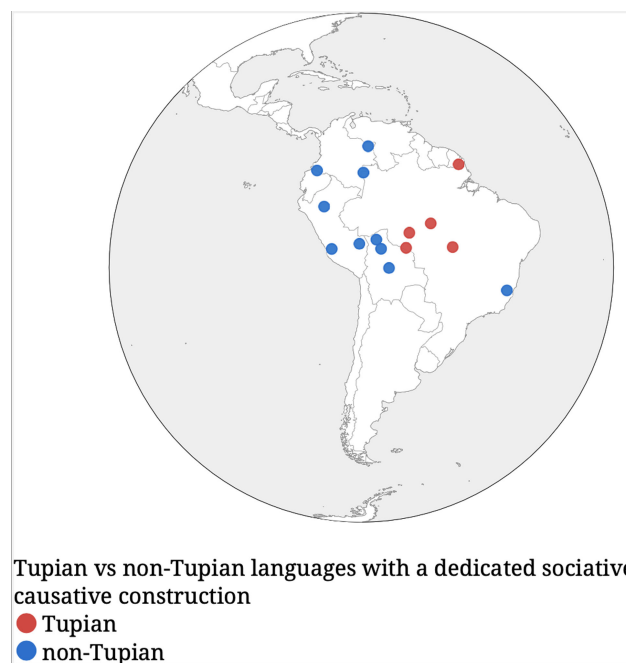 Tupian vs non-Tupian languages with a dedicated sociative
causative construction
Tupian
non-Tupian